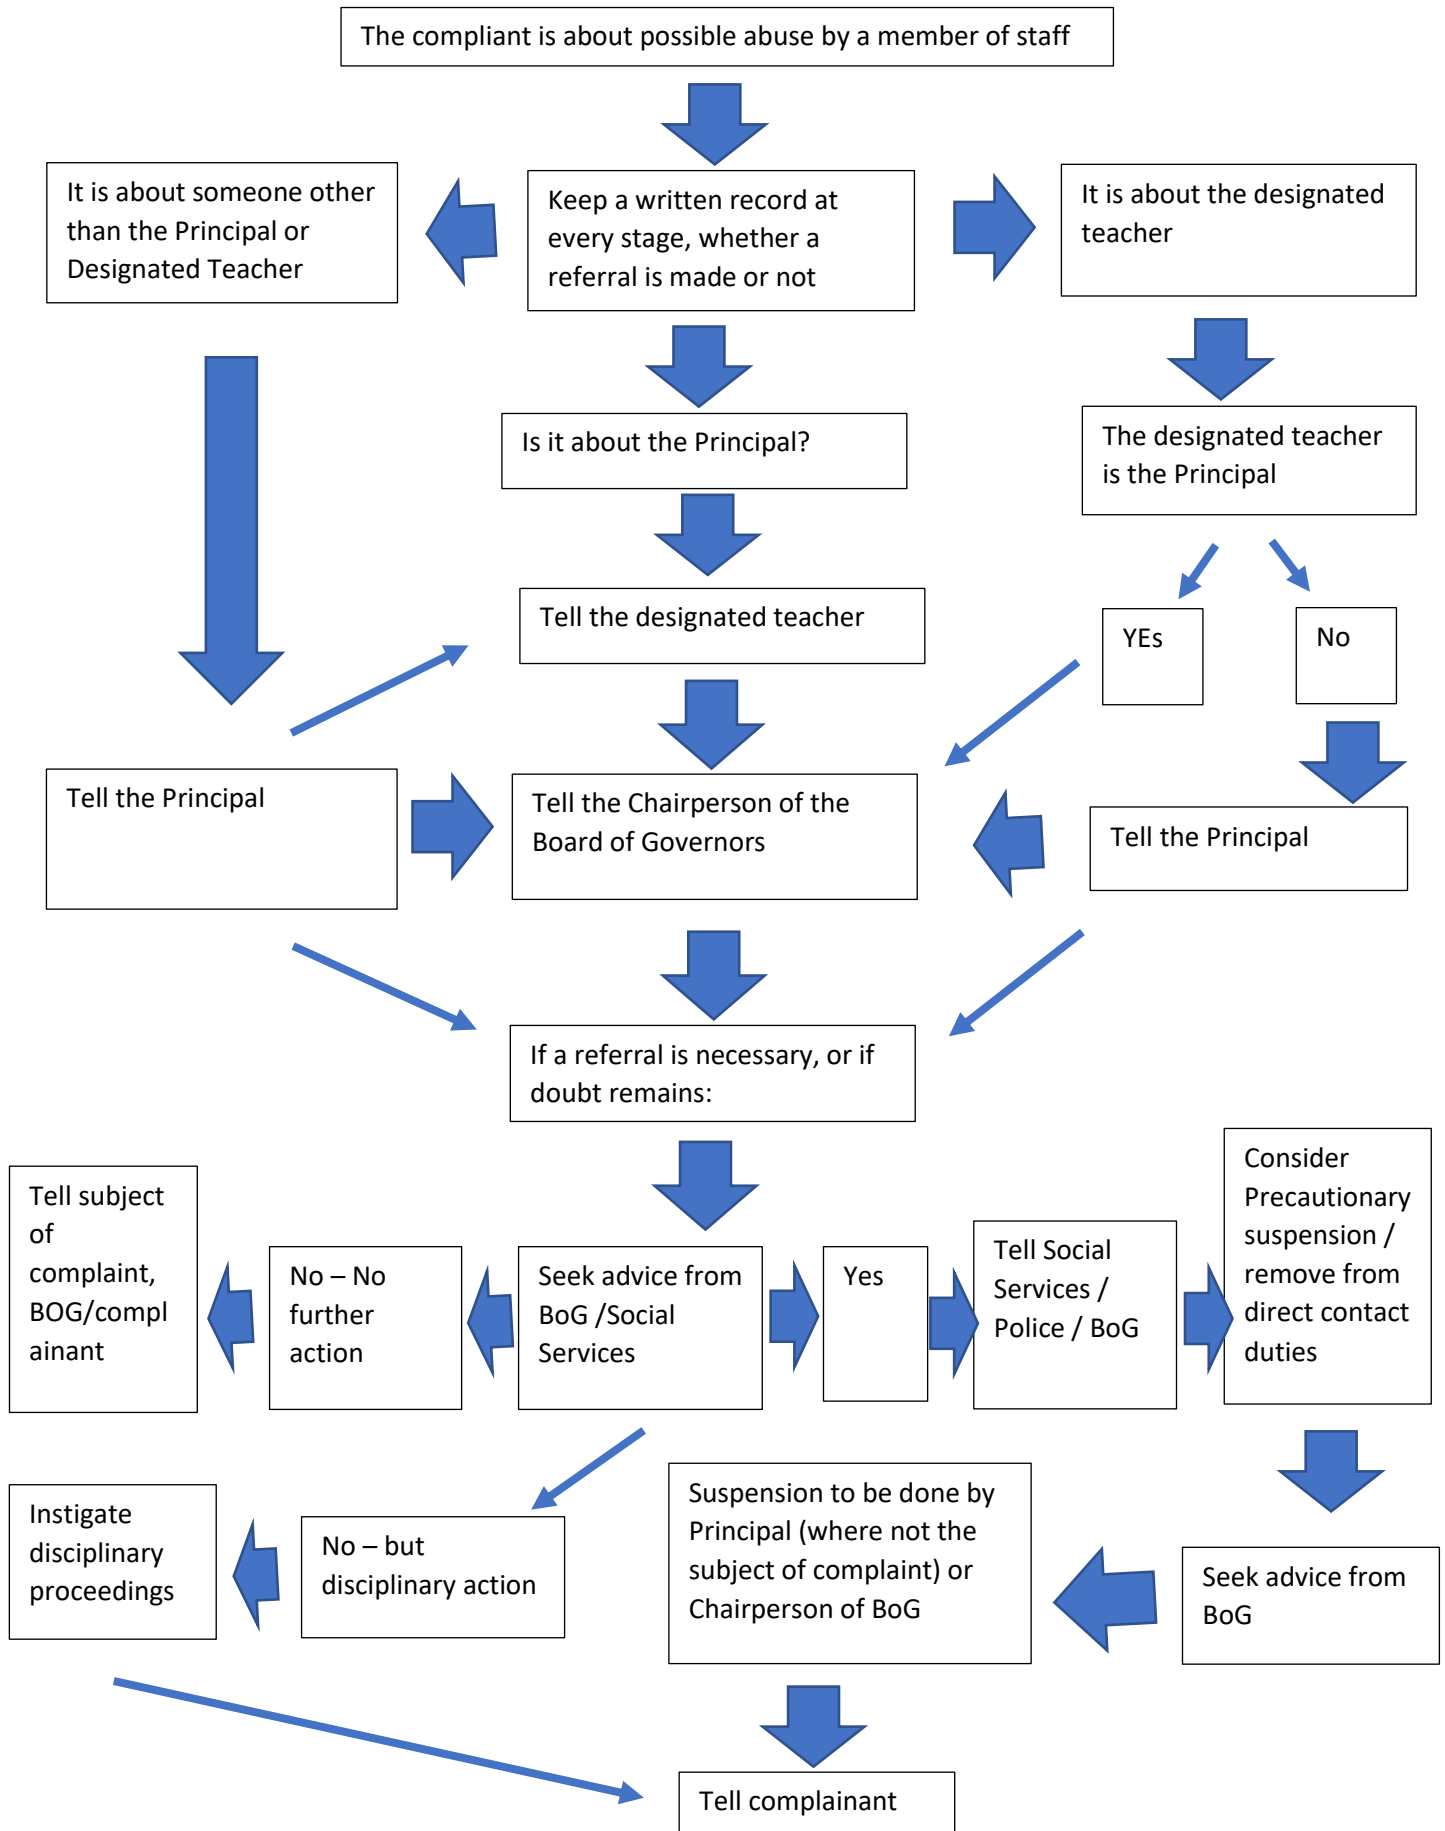 The compliant is about possible abuse by a member of staff
It is about someone other
than the Principal or
Designated Teacher
Keep a written record at
every stage, whether a
referral is made or not
It is about the designated
teacher
Is it about the Principal?
The designated teacher
is the Principal
Tell the designated teacher
YEs
No
Tell the Principal
Tell the Chairperson of the
Board of Governors
Tell the Principal
If a referral is necessary, or if
doubt remains:
Tell subject
of
complaint,
BOG/compl
ainant
No – No
further
action
Seek advice from
BoG /Social
Services
Yes
Tell Social
Services /
Police / BoG
Consider
Precautionary
suspension /
remove from
direct contact
duties
Instigate
disciplinary
proceedings
No – but
disciplinary action
Suspension to be done by
Principal (where not the
subject of complaint) or
Chairperson of BoG
Seek advice from
BoG
Tell complainant